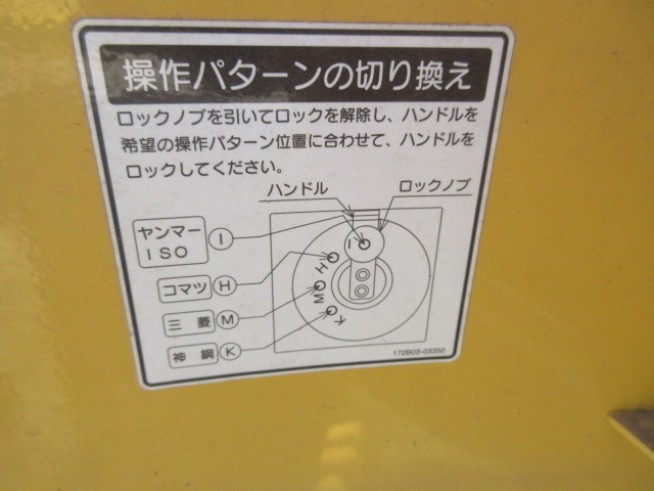 操作パターンの切り換え
ロックノブを引いてロックを解除し、ハンドルを
希望の操作パターン位置に合わせて、ハンドルを
ロックしてください。
ハンドル ロックノブ
ヤンマー
ISO I
コマツ H
三菱 M
神鋼 K
I
H
M
K
172B03-03350